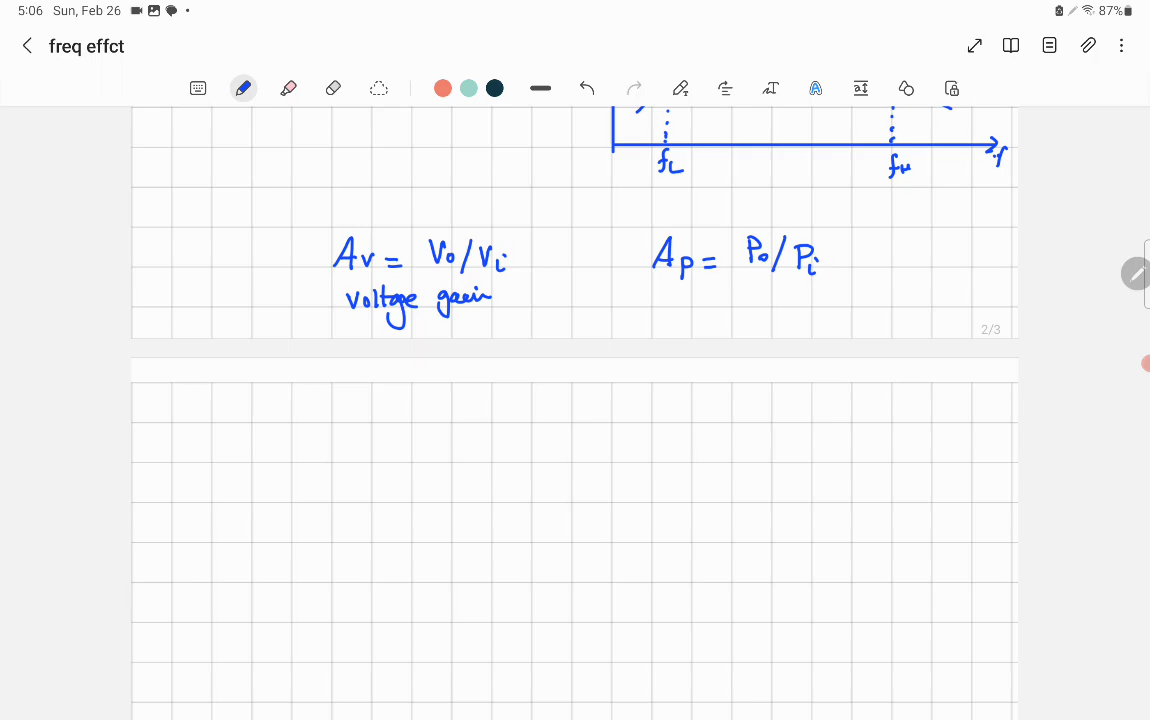 5:06 Sun, Feb 26 87%
freq effct
fL fH f
Av = Vo/Vi Ap = Po/Pi
voltage gain
2/3